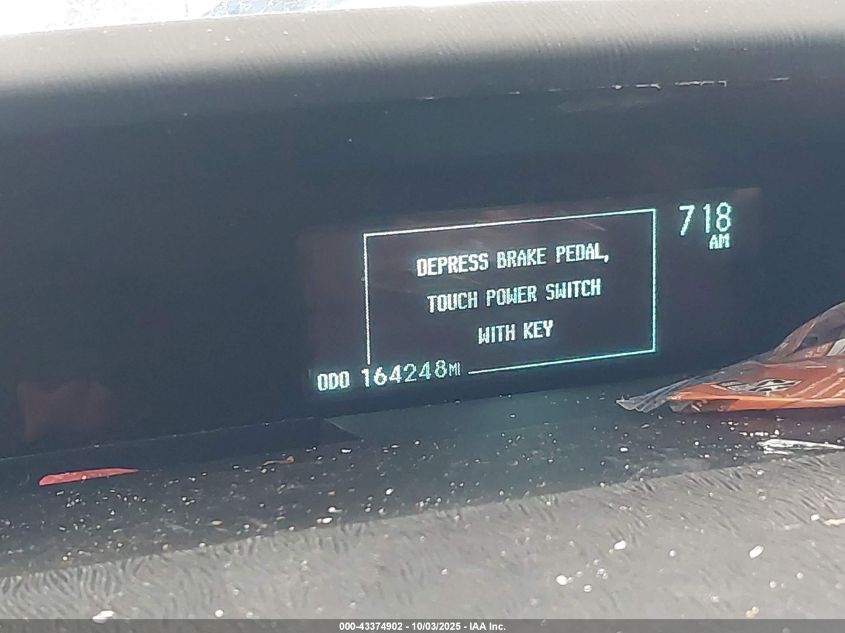 718
AM
DEPRESS BRAKE PEDAL,
TOUCH POWER SWITCH
WITH KEY
ODO 164248MI
000-43374902 - 10/03/2025 - IAA Inc.